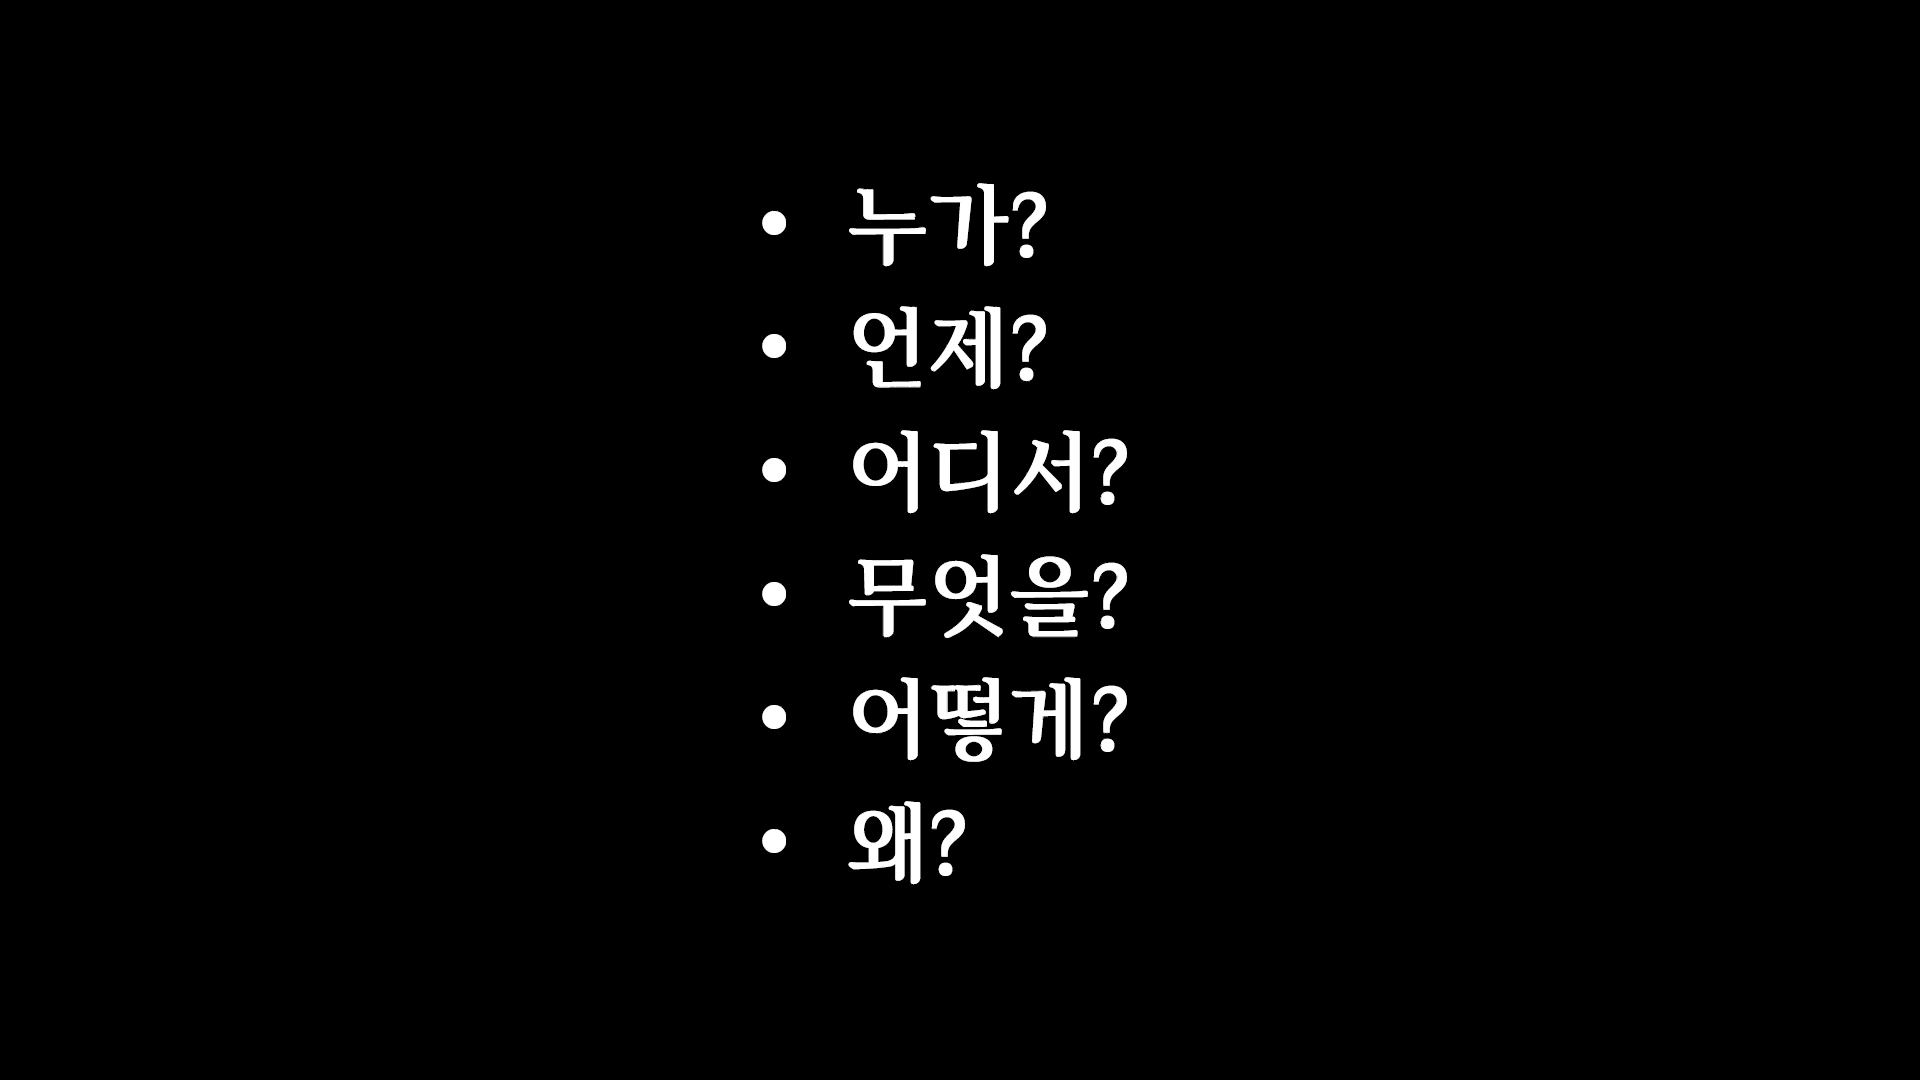 • 누가?
• 언제?
• 어디서?
• 무엇을?
• 어떻게?
• 왜?